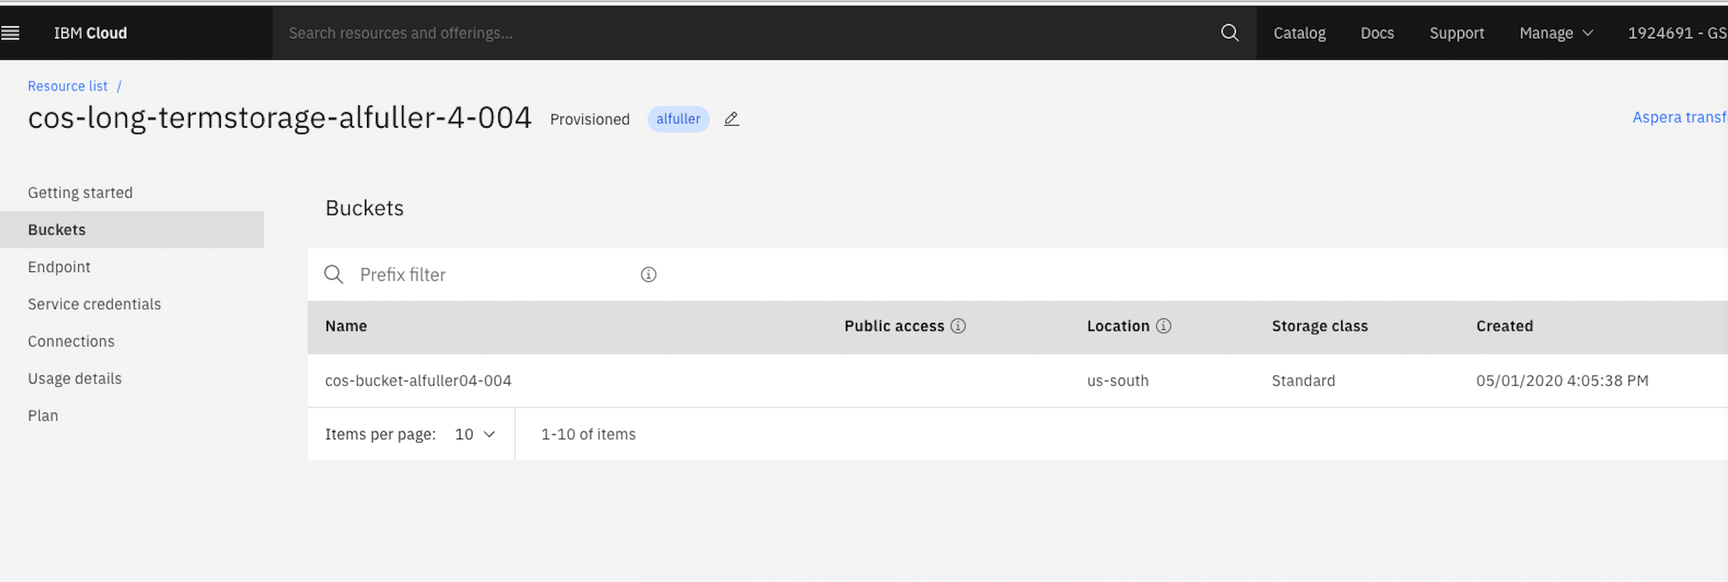 IBM Cloud Search resources and offerings... Catalog Docs Support Manage 1924691 - GS
Resource list /
cos-long-termstorage-alfuller-4-004 Provisioned alfuller
Aspera transf
Getting started
Buckets
Endpoint
Service credentials
Connections
Usage details
Plan
Buckets
Prefix filter
Name Public access Location Storage class Created
cos-bucket-alfuller04-004 us-south Standard 05/01/2020 4:05:38 PM
Items per page: 10 1-10 of items